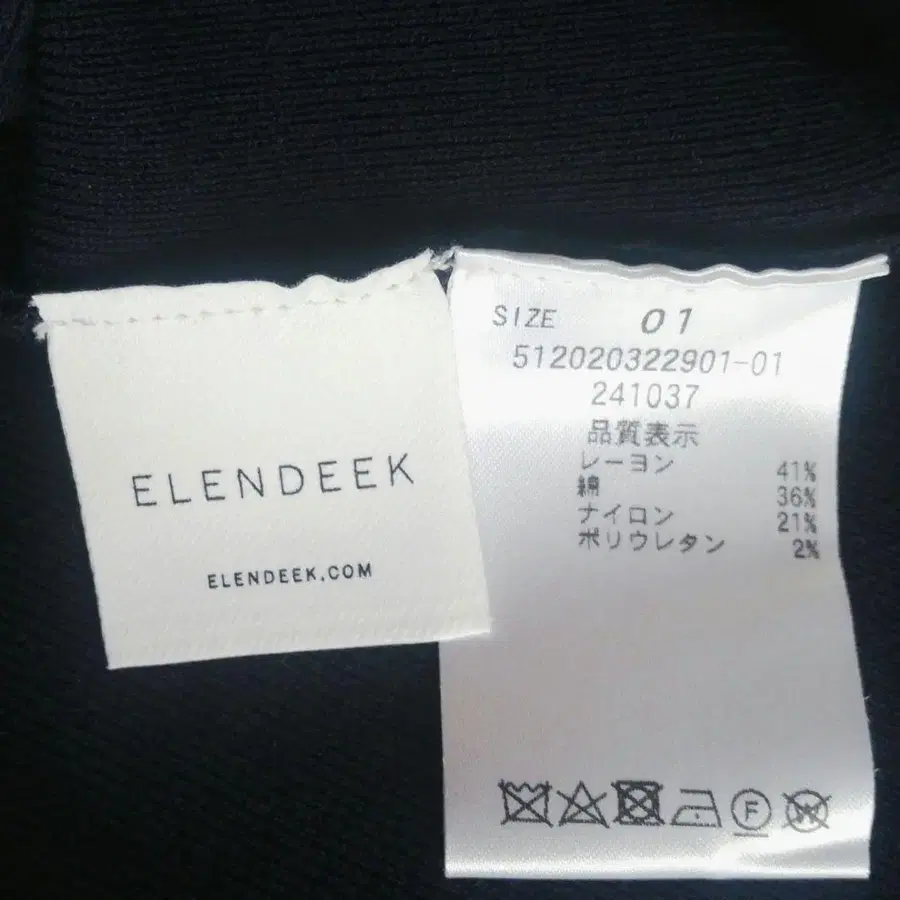 ELENDEEK
ELENDEEK.COM
SIZE 01
512020322901-01
241037
品質表示
レーヨン 41%
綿 36%
ナイロン 21%
ポリウレタン 2%
F
W